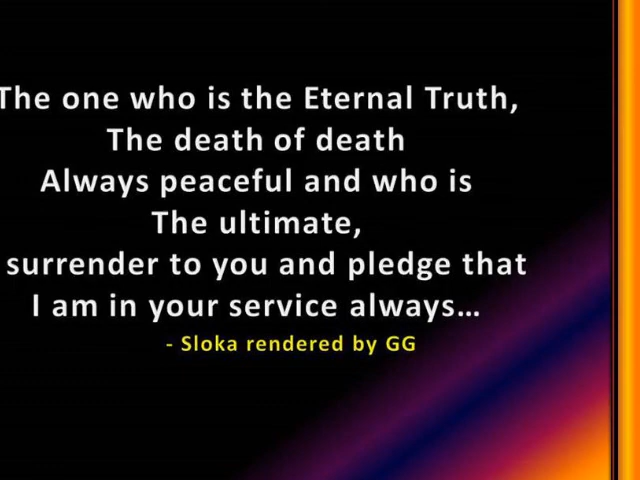 The one who is the Eternal Truth,
The death of death
Always peaceful and who is
The ultimate,
surrender to you and pledge that
I am in your service always…
- Sloka rendered by GG